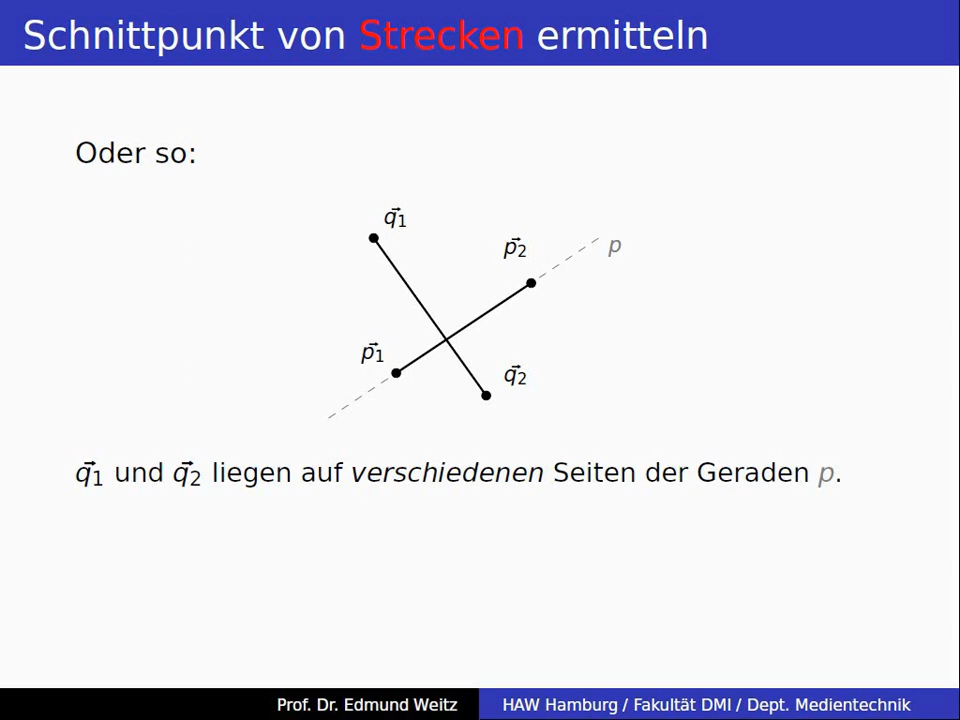 Schnittpunkt von Strecken ermitteln
Oder so:
q⃗₁
p⃗₂
p
p⃗₁
q⃗₂
q⃗₁ und q⃗₂ liegen auf verschiedenen Seiten der Geraden p.
Prof. Dr. Edmund Weitz
HAW Hamburg / Fakultät DMI / Dept. Medientechnik